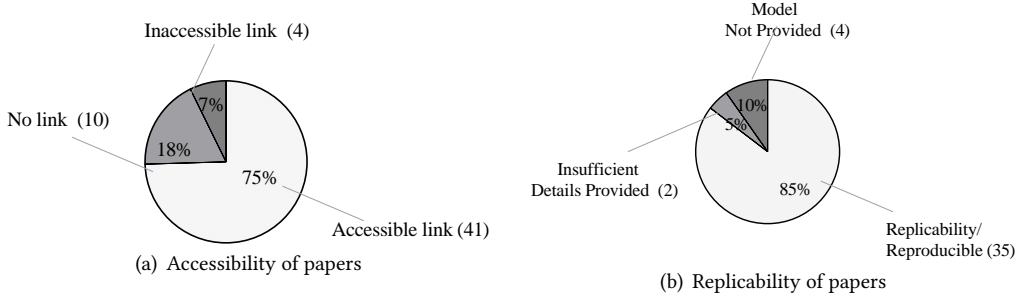 Inaccessible link (4)
7%
No link (10)
18%
75%
Accessible link (41)
(a) Accessibility of papers
Model
Not Provided (4)
10%
5%
Insufficient
Details Provided (2)
85%
Replicability/
Reproducible (35)
(b) Replicability of papers